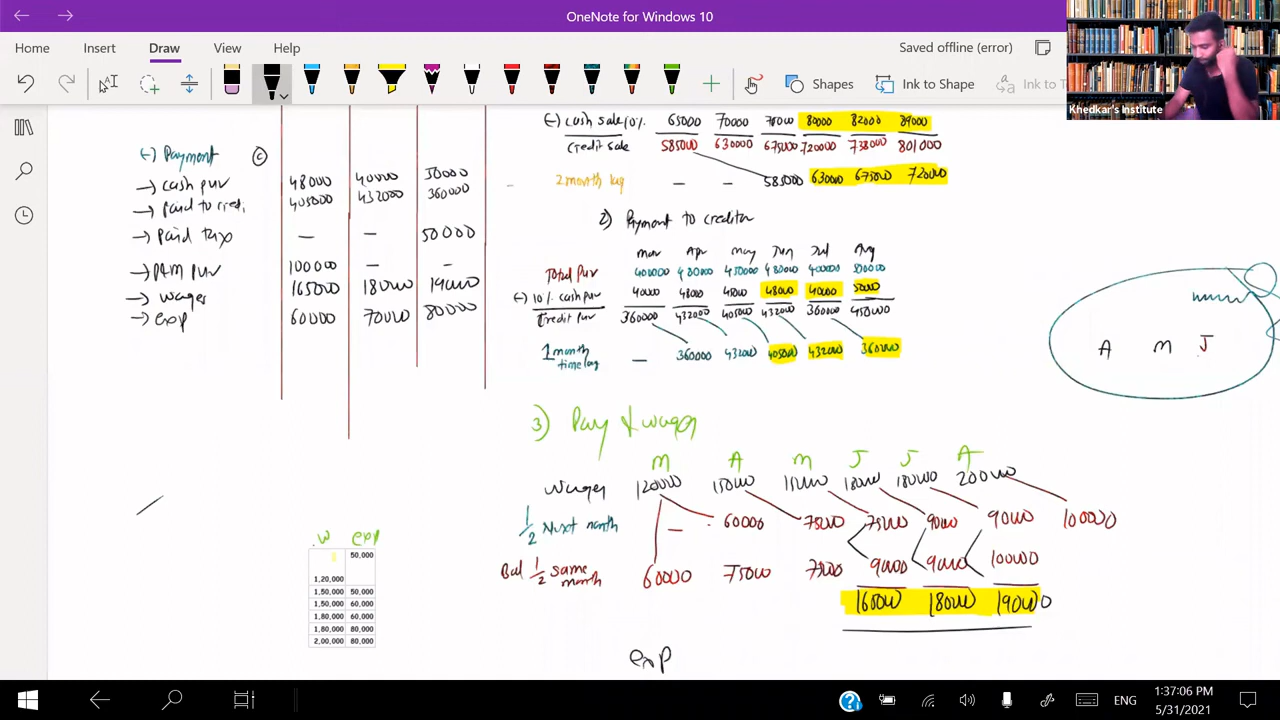 OneNote for Windows 10
Home Insert Draw View Help Saved offline (error)
Shapes Ink to Shape Ink to
Khedkar's Institute
(-) Payment (c)
→ cash pur 48000 40000 50000
→ Paid to credi 405000 432000 360000
→ Paid tax — — 50000
→ P&M pur 100000 — —
→ wages 165000 180000 190000
→ exp 60000 70000 80000
(-) cash sale 10% 65000 70000 75000 80000 82000 89000
credit sale 585000 630000 675000 720000 738000 801000
2 month lag — — 585000 630000 675000 720000
2) Payment to creditor
mar Apr may Jun Jul Aug
Total pur 400000 480000 450000 480000 400000 500000
(-) 10% cash pur 40000 48000 45000 48000 40000 50000
credit pur 360000 432000 405000 432000 360000 450000
1 month time lag — 360000 432000 405000 432000 360000
A M J
3) Pay of wages
M A M J J A
wages 120000 150000 150000 180000 180000 200000
1/2 Next month — 60000 75000 75000 90000 90000 100000
Bal 1/2 same month 60000 75000 75000 90000 90000 100000
165000 180000 190000
exp
W exp
50,000
1,20,000
1,50,000 50,000
1,50,000 60,000
1,80,000 60,000
1,80,000 80,000
2,00,000 80,000
ENG
1:37:06 PM
5/31/2021